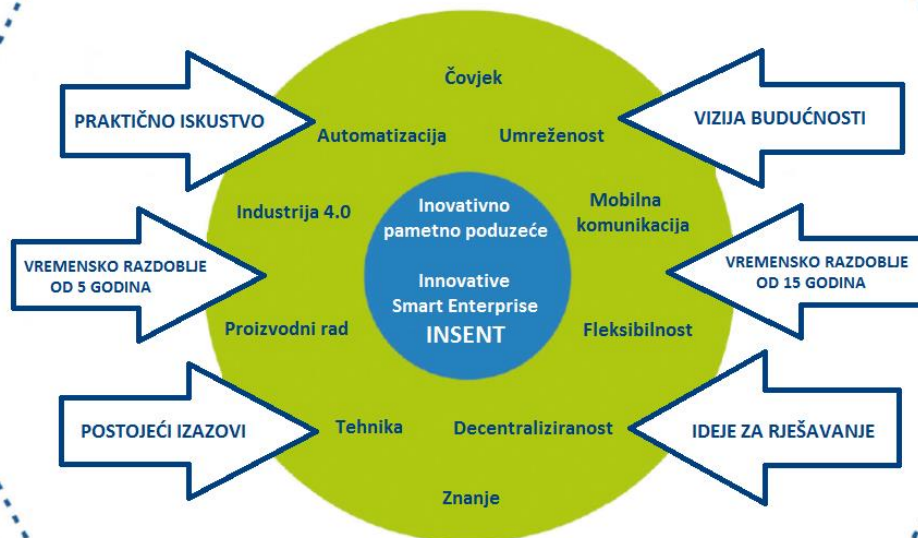 Čovjek
PRAKTIČNO ISKUSTVO
VIZIJA BUDUĆNOSTI
Automatizacija
Umreženost
Industrija 4.0
Inovativno
pametno poduzeće
Mobilna
komunikacija
VREMENSKO RAZDOBLJE
OD 5 GODINA
Innovative
Smart Enterprise
INSENT
VREMENSKO RAZDOBLJE
OD 15 GODINA
Proizvodni rad
Fleksibilnost
POSTOJEĆI IZAZOVI
Tehnika
Decentraliziranost
IDEJE ZA RJEŠAVANJE
Znanje